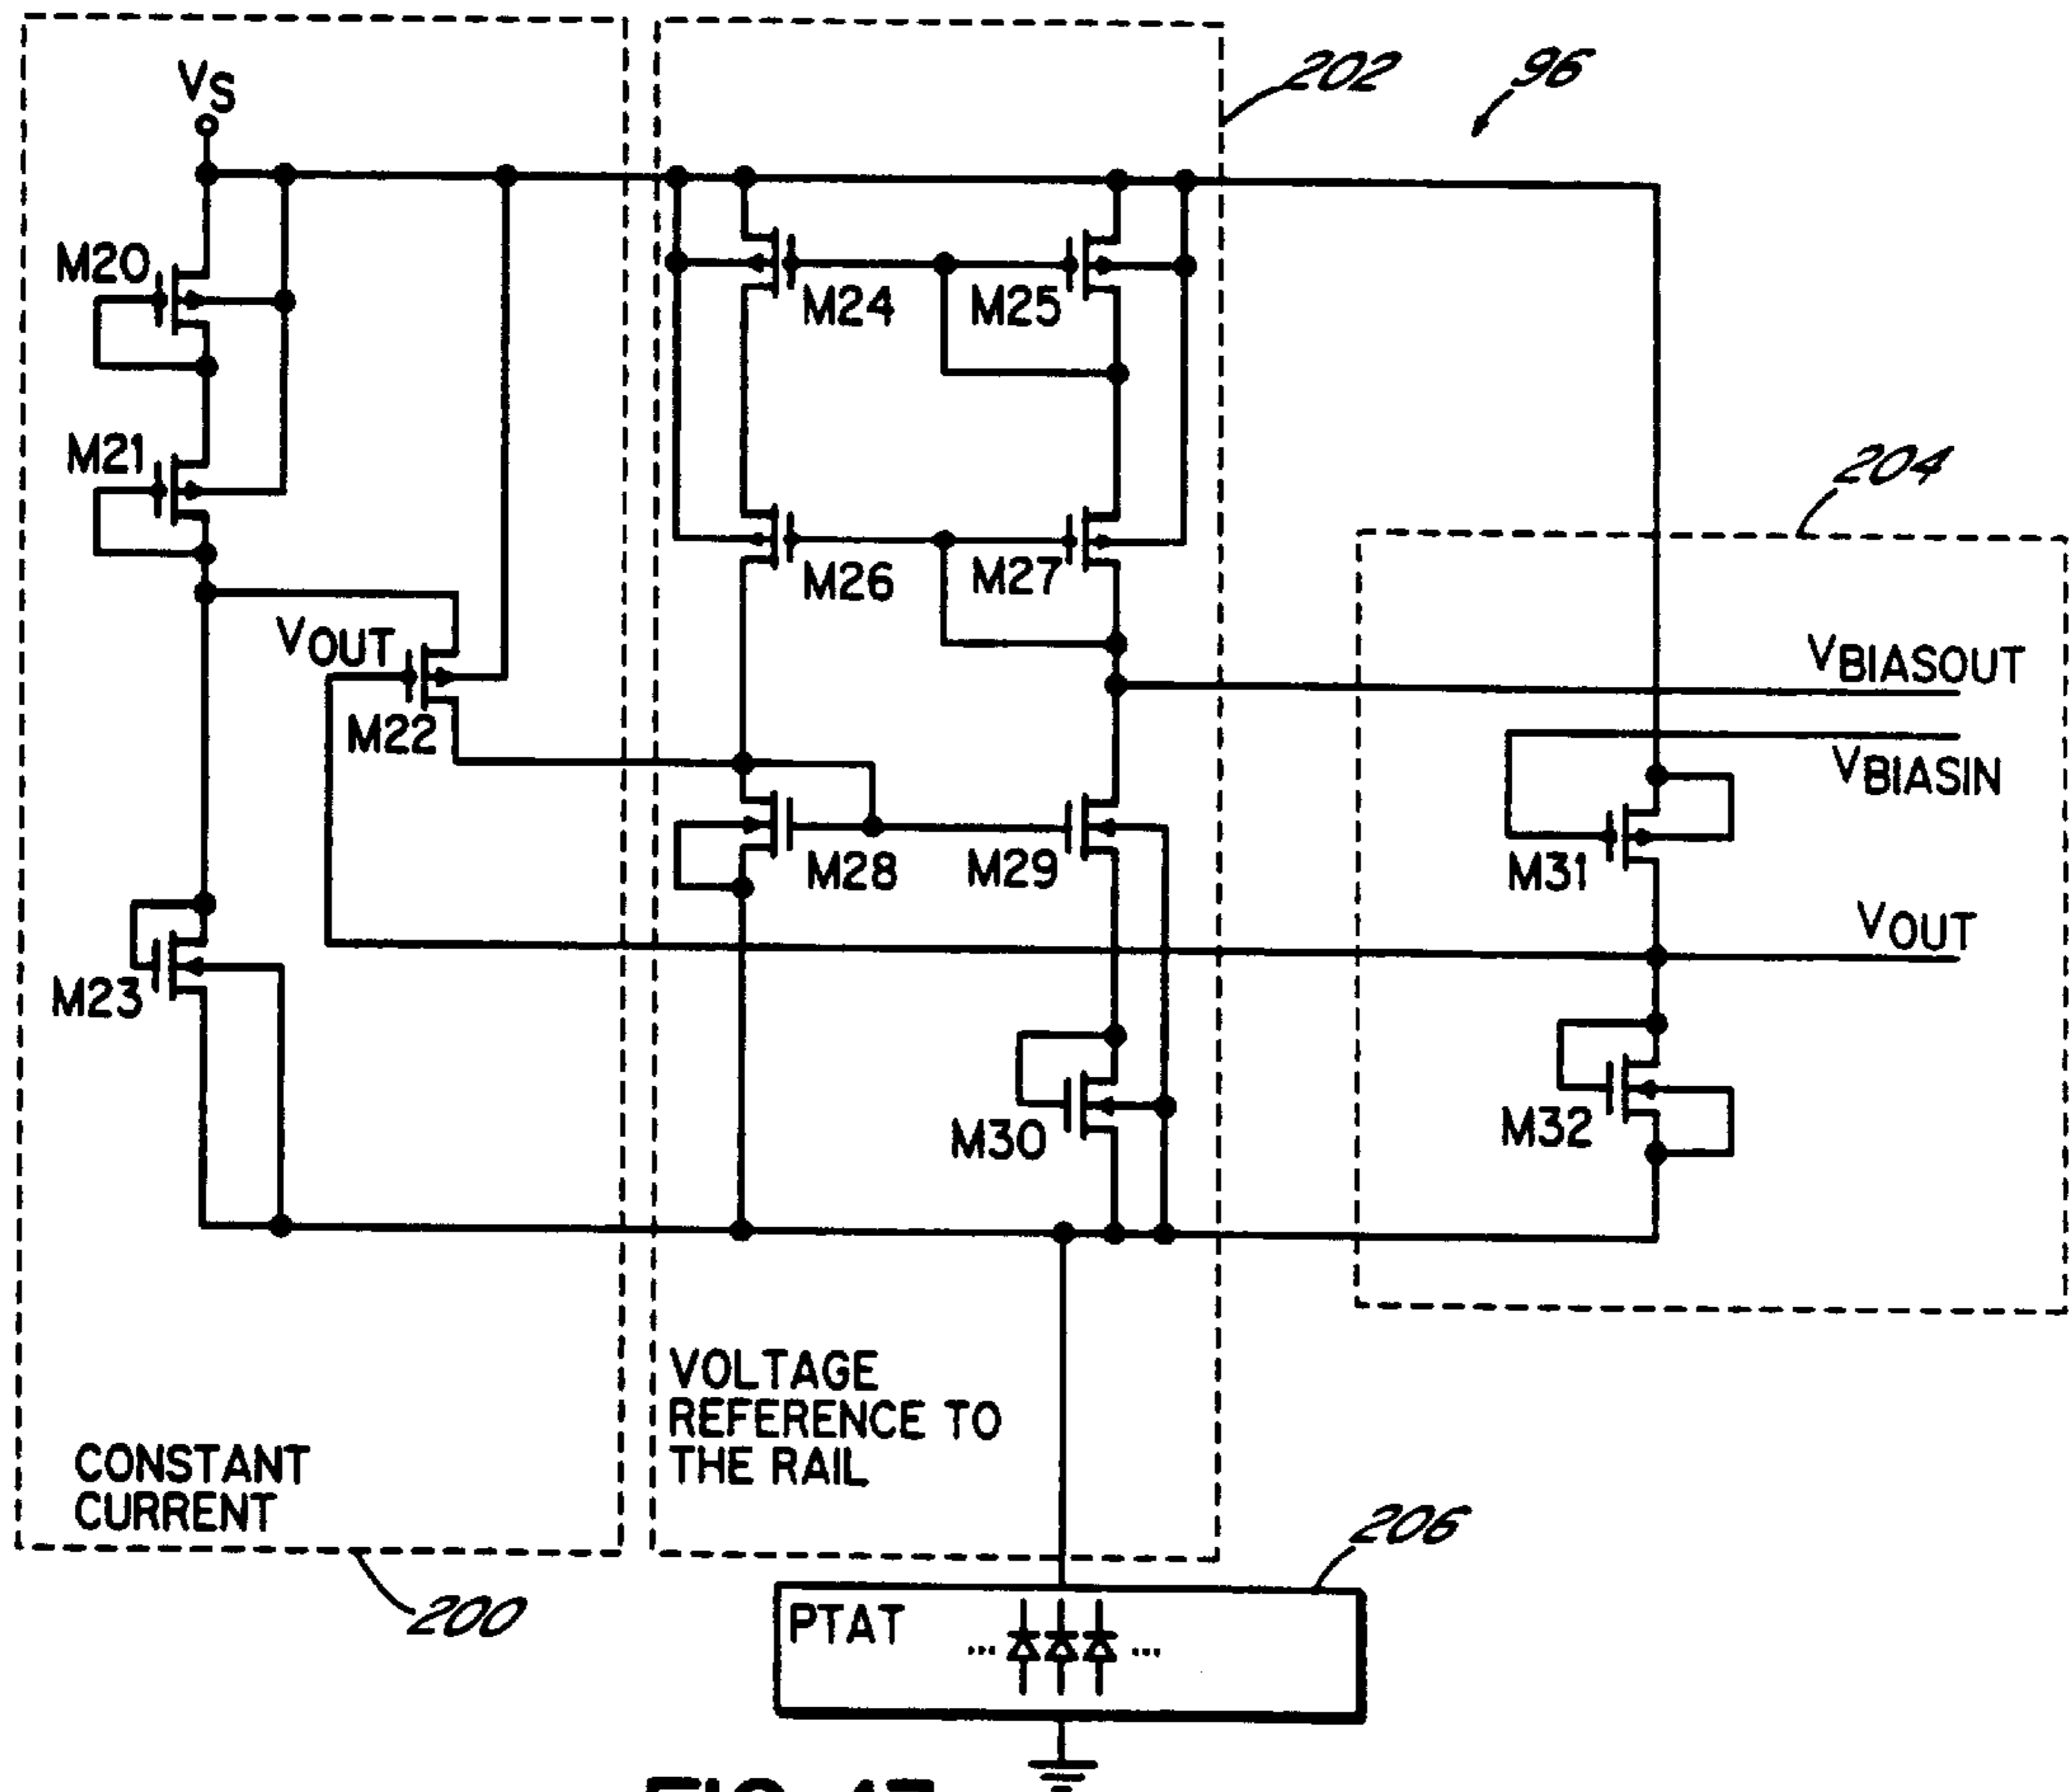 VS
202
96
M20
M24
M25
M21
204
M26
M27
VOUT
VBIASOUT
M22
VBIASIN
M28
M29
M31
VOUT
M23
M30
M32
VOLTAGE
REFERENCE TO
THE RAIL
CONSTANT
CURRENT
206
200
PTAT
... ...